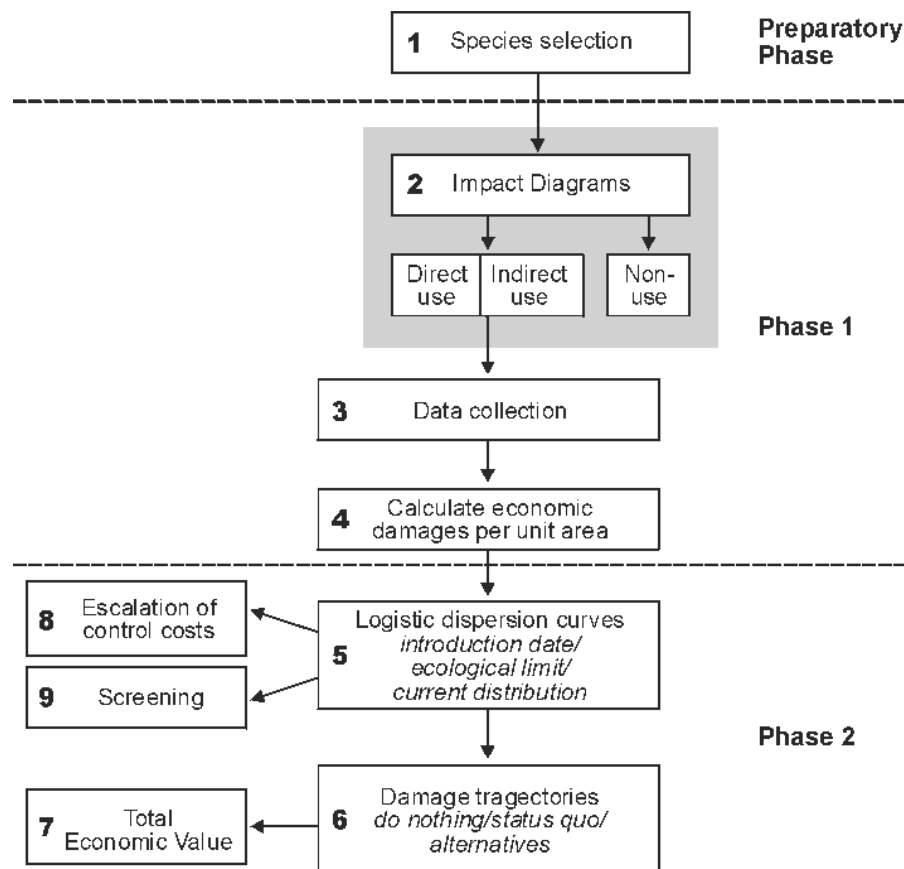 1 Species selection
Preparatory
Phase
2 Impact Diagrams
Direct
use
Indirect
use
Non-
use
Phase 1
3 Data collection
4 Calculate economic
damages per unit area
8 Escalation of
control costs
5 Logistic dispersion curves
introduction date/
ecological limit/
current distribution
9 Screening
Phase 2
7 Total
Economic Value
6 Damage tragectories
do nothing/status quo/
alternatives